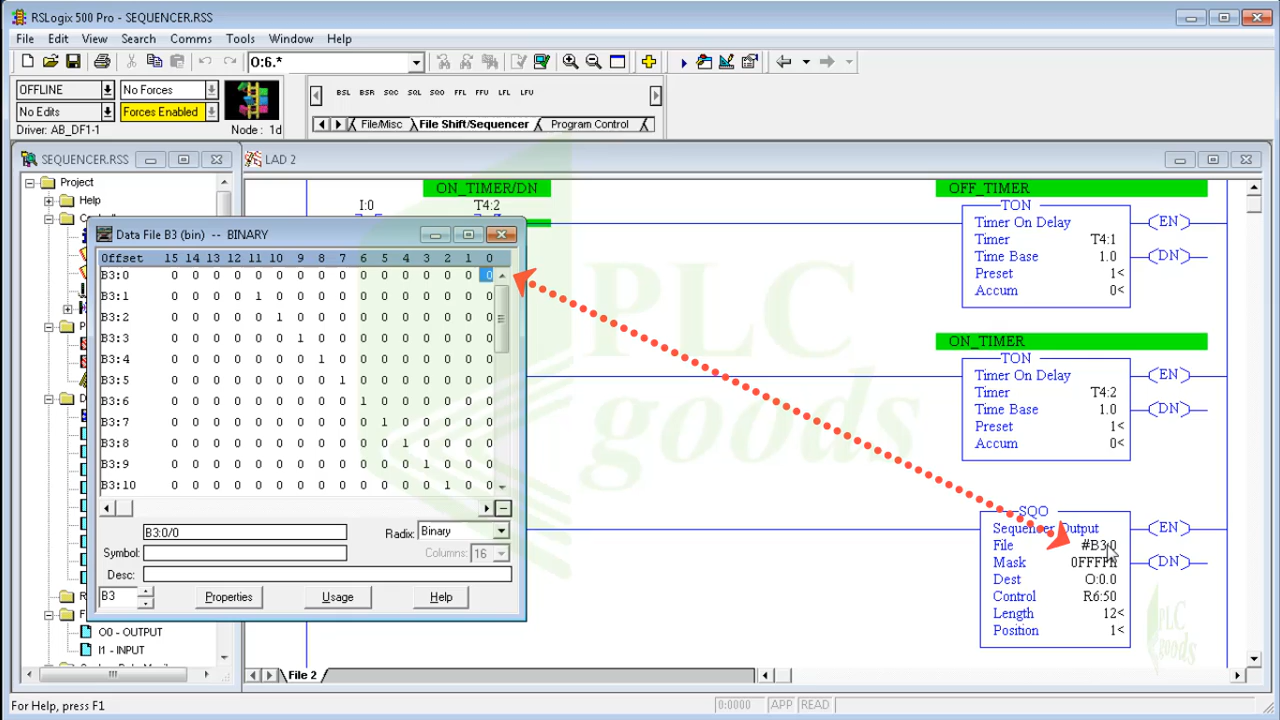 RSLogix 500 Pro - SEQUENCER.RSS
File Edit View Search Comms Tools Window Help
O:6.*
OFFLINE No Forces
No Edits Forces Enabled
Driver: AB_DF1-1 Node : 1d
BSL BSR SQC SQL SQO FFL FFU LFL LFU
File/Misc File Shift/Sequencer Program Control
SEQUENCER.RSS
LAD 2
Project
Help
ON_TIMER/DN
I:0 T4:2
OFF_TIMER
TON
Timer On Delay
Timer T4:1
Time Base 1.0
Preset 1<
Accum 0<
EN
DN
ON_TIMER
TON
Timer On Delay
Timer T4:2
Time Base 1.0
Preset 1<
Accum 0<
EN
DN
SQO
Sequencer Output
File #B3:0
Mask 0FFFFh
Dest O:0.0
Control R6:50
Length 12<
Position 1<
EN
DN
Data File B3 (bin) -- BINARY
Offset 15 14 13 12 11 10 9 8 7 6 5 4 3 2 1 0
B3:0 0 0 0 0 0 0 0 0 0 0 0 0 0 0 0 0
B3:1 0 0 0 0 1 0 0 0 0 0 0 0 0 0 0 0
B3:2 0 0 0 0 0 1 0 0 0 0 0 0 0 0 0 0
B3:3 0 0 0 0 0 0 1 0 0 0 0 0 0 0 0 0
B3:4 0 0 0 0 0 0 0 1 0 0 0 0 0 0 0 0
B3:5 0 0 0 0 0 0 0 0 1 0 0 0 0 0 0 0
B3:6 0 0 0 0 0 0 0 0 0 1 0 0 0 0 0 0
B3:7 0 0 0 0 0 0 0 0 0 0 1 0 0 0 0 0
B3:8 0 0 0 0 0 0 0 0 0 0 0 1 0 0 0 0
B3:9 0 0 0 0 0 0 0 0 0 0 0 0 1 0 0 0
B3:10 0 0 0 0 0 0 0 0 0 0 0 0 0 1 0 0
B3:0/0 Radix: Binary
Symbol: Columns: 16
Desc:
B3 Properties Usage Help
O0 - OUTPUT
I1 - INPUT
File 2
PLC
goods
PLC
goods
For Help, press F1
0:0000 APP READ